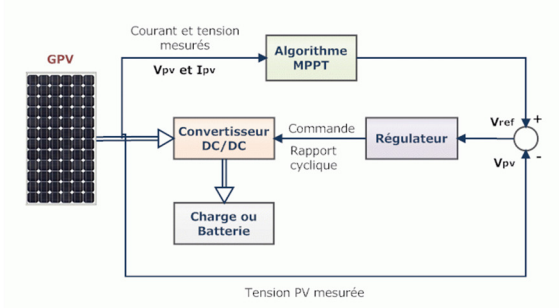 Courant et tension
mesurés
Vpv et Ipv
Algorithme
MPPT
GPV
Vref
+
Convertisseur
DC/DC
Commande
Rapport
cyclique
Régulateur
Vpv
-
Charge ou
Batterie
Tension PV mesurée